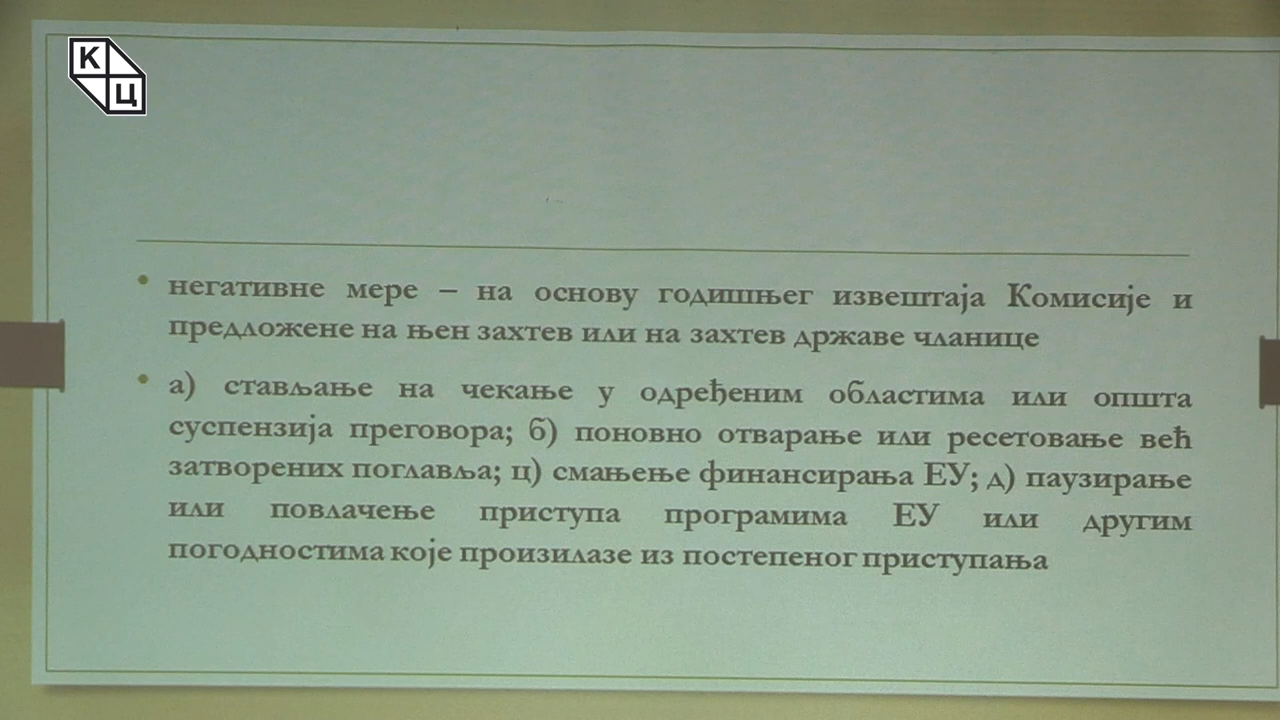 К
Ц
• негативне мере – на основу годишњег извештаја Комисије и
предложене на њен захтев или на захтев државе чланице
• а) стављање на чекање у одређеним областима или општа
суспензија преговора; б) поновно отварање или ресетовање већ
затворених поглавља; ц) смањење финансирања ЕУ; д) паузирање
или повлачење приступа програмима ЕУ или другим
погодностима које произилазе из постепеног приступања